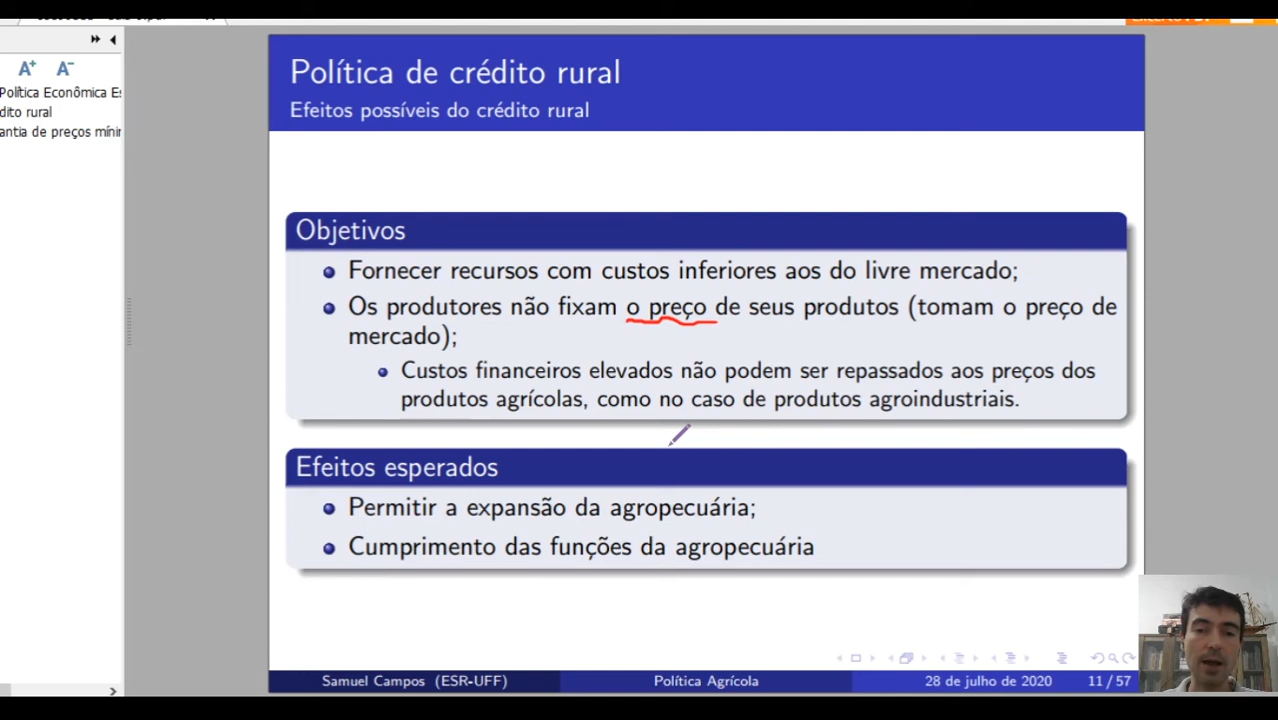 A+ A-
Política de crédito rural
Política Econômica Es
Efeitos possíveis do crédito rural
dito rural
antia de preços mínir
Objetivos
Fornecer recursos com custos inferiores aos do livre mercado;
Os produtores não fixam o preço de seus produtos (tomam o preço de
mercado);
Custos financeiros elevados não podem ser repassados aos preços dos
produtos agrícolas, como no caso de produtos agroindustriais.
Efeitos esperados
Permitir a expansão da agropecuária;
Cumprimento das funções da agropecuária
Samuel Campos (ESR-UFF) Política Agrícola 28 de julho de 2020 11 / 57